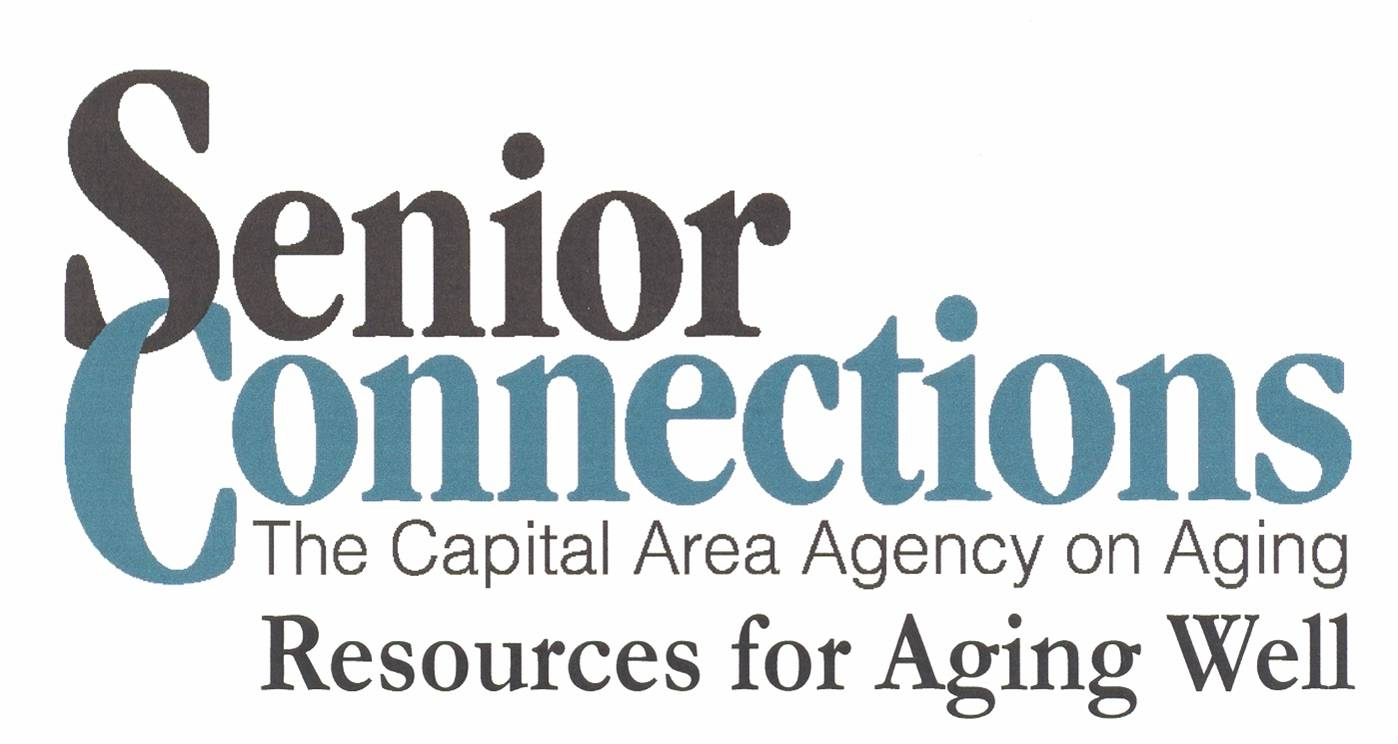 Senior
Connections
The Capital Area Agency on Aging
Resources for Aging Well